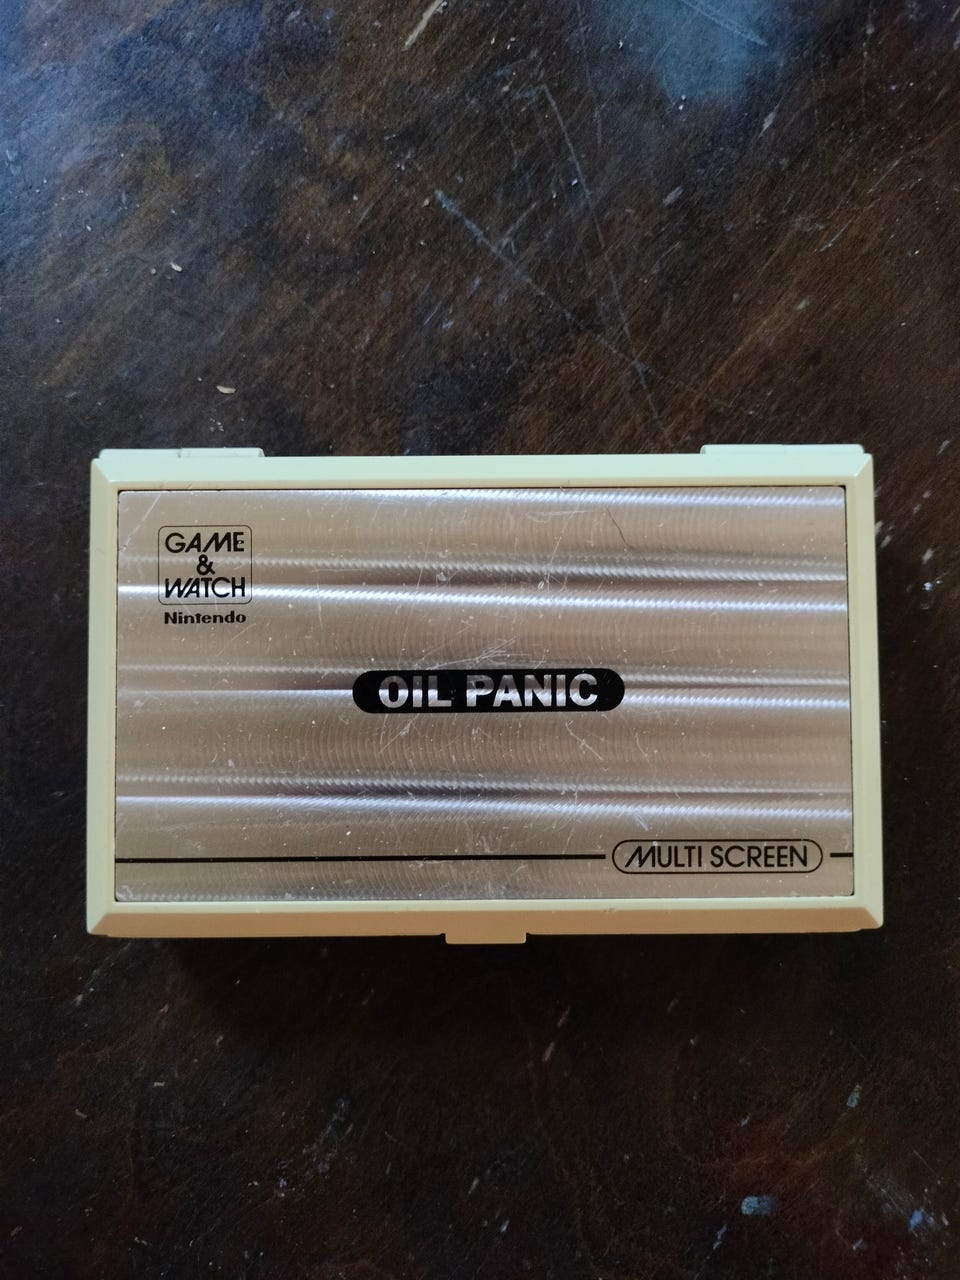 GAME
&
WATCH
Nintendo
OIL PANIC
MULTI SCREEN